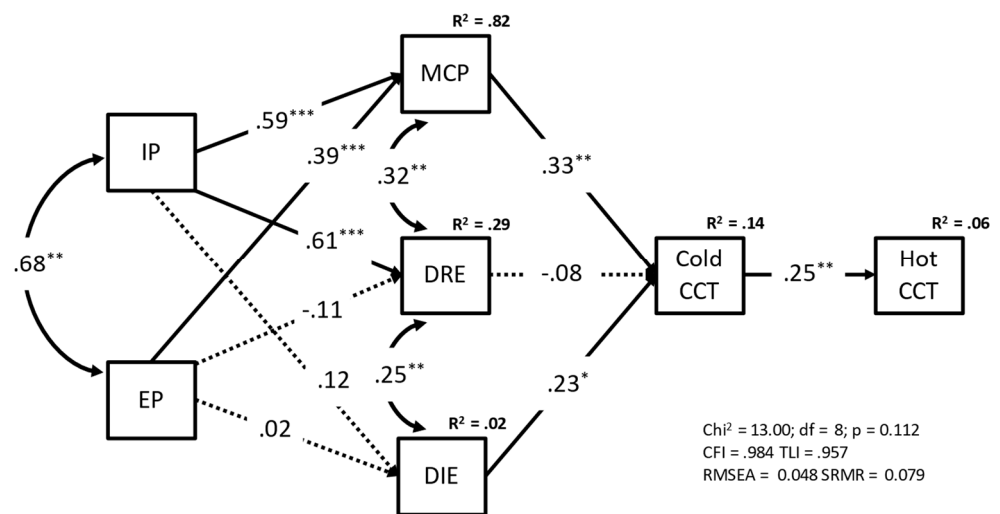 R² = .82
MCP
.59***
IP
.39***
.33**
.32**
R² = .29
R² = .14
R² = .06
.61***
.68**
DRE
-.08
Cold
CCT
.25**
Hot
CCT
-.11
.12
.25**
.23*
EP
.02
R² = .02
DIE
Chi² = 13.00; df = 8; p = 0.112
CFI = .984 TLI = .957
RMSEA = 0.048 SRMR = 0.079